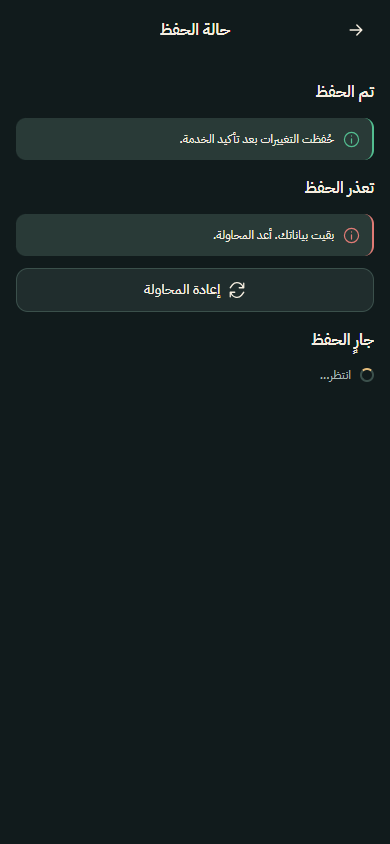 حالة الحفظ
تم الحفظ
حُفظت التغييرات بعد تأكيد الخدمة.
تعذر الحفظ
بقيت بياناتك. أعد المحاولة.
إعادة المحاولة
جارٍ الحفظ
انتظر...